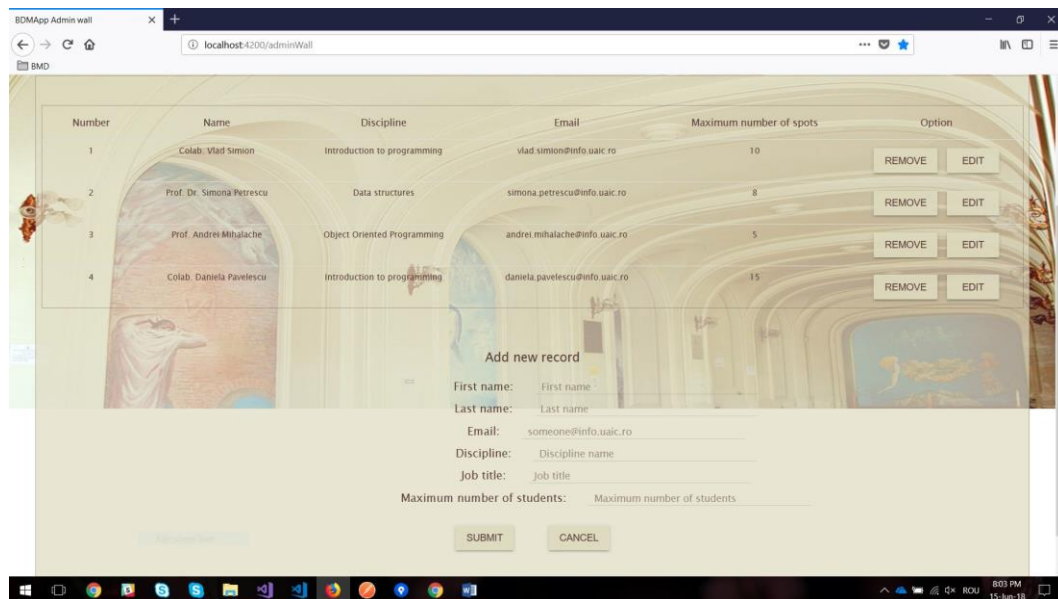 BDMApp Admin wall
localhost:4200/adminWall
BMD
Number Name Discipline Email Maximum number of spots Option
1 Colab. Vlad Simion Introduction to programming vlad.simion@info.uaic.ro 10 REMOVE EDIT
2 Prof. Dr. Simona Petrescu Data structures simona.petrescu@info.uaic.ro 8 REMOVE EDIT
3 Prof. Andrei Mihalache Object Oriented Programming andrei.mihalache@info.uaic.ro 5 REMOVE EDIT
4 Colab. Daniela Pavelescu Introduction to programming daniela.pavelescu@info.uaic.ro 15 REMOVE EDIT
Add new record
First name: First name
Last name: Last name
Email: someone@info.uaic.ro
Discipline: Discipline name
Job title: Job title
Maximum number of students: Maximum number of students
SUBMIT CANCEL
ROU 8:03 PM
15-Jun-18